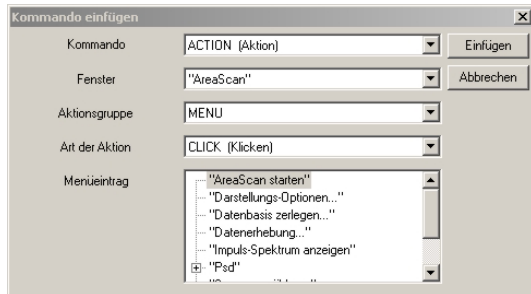 Kommando einfügen
Kommando ACTION (Aktion) Einfügen
Fenster "AreaScan" Abbrechen
Aktionsgruppe MENU
Art der Aktion CLICK (Klicken)
Menüeintrag "AreaScan starten"
"Darstellungs-Optionen..."
"Datenbasis zerlegen..."
"Datenerhebung..."
"Impuls-Spektrum anzeigen"
"Psd"